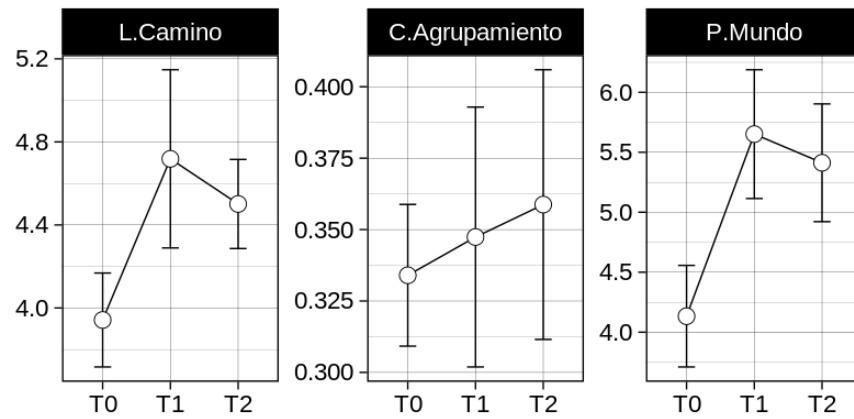 L.Camino
5.2
4.8
4.4
4.0
T0 T1 T2
C.Agrupamiento
0.400
0.375
0.350
0.325
0.300
T0 T1 T2
P.Mundo
6.0
5.5
5.0
4.5
4.0
T0 T1 T2